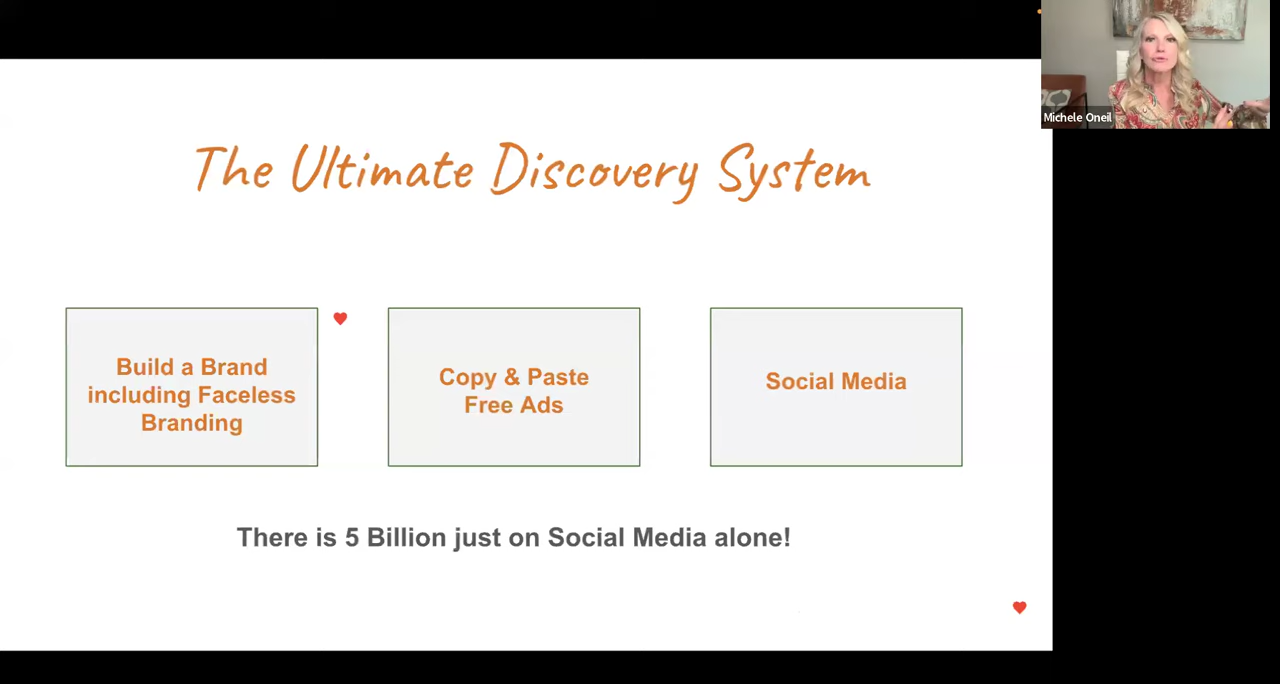 Michele Oneil
The Ultimate Discovery System
Build a Brand
including Faceless
Branding
Copy & Paste
Free Ads
Social Media
There is 5 Billion just on Social Media alone!